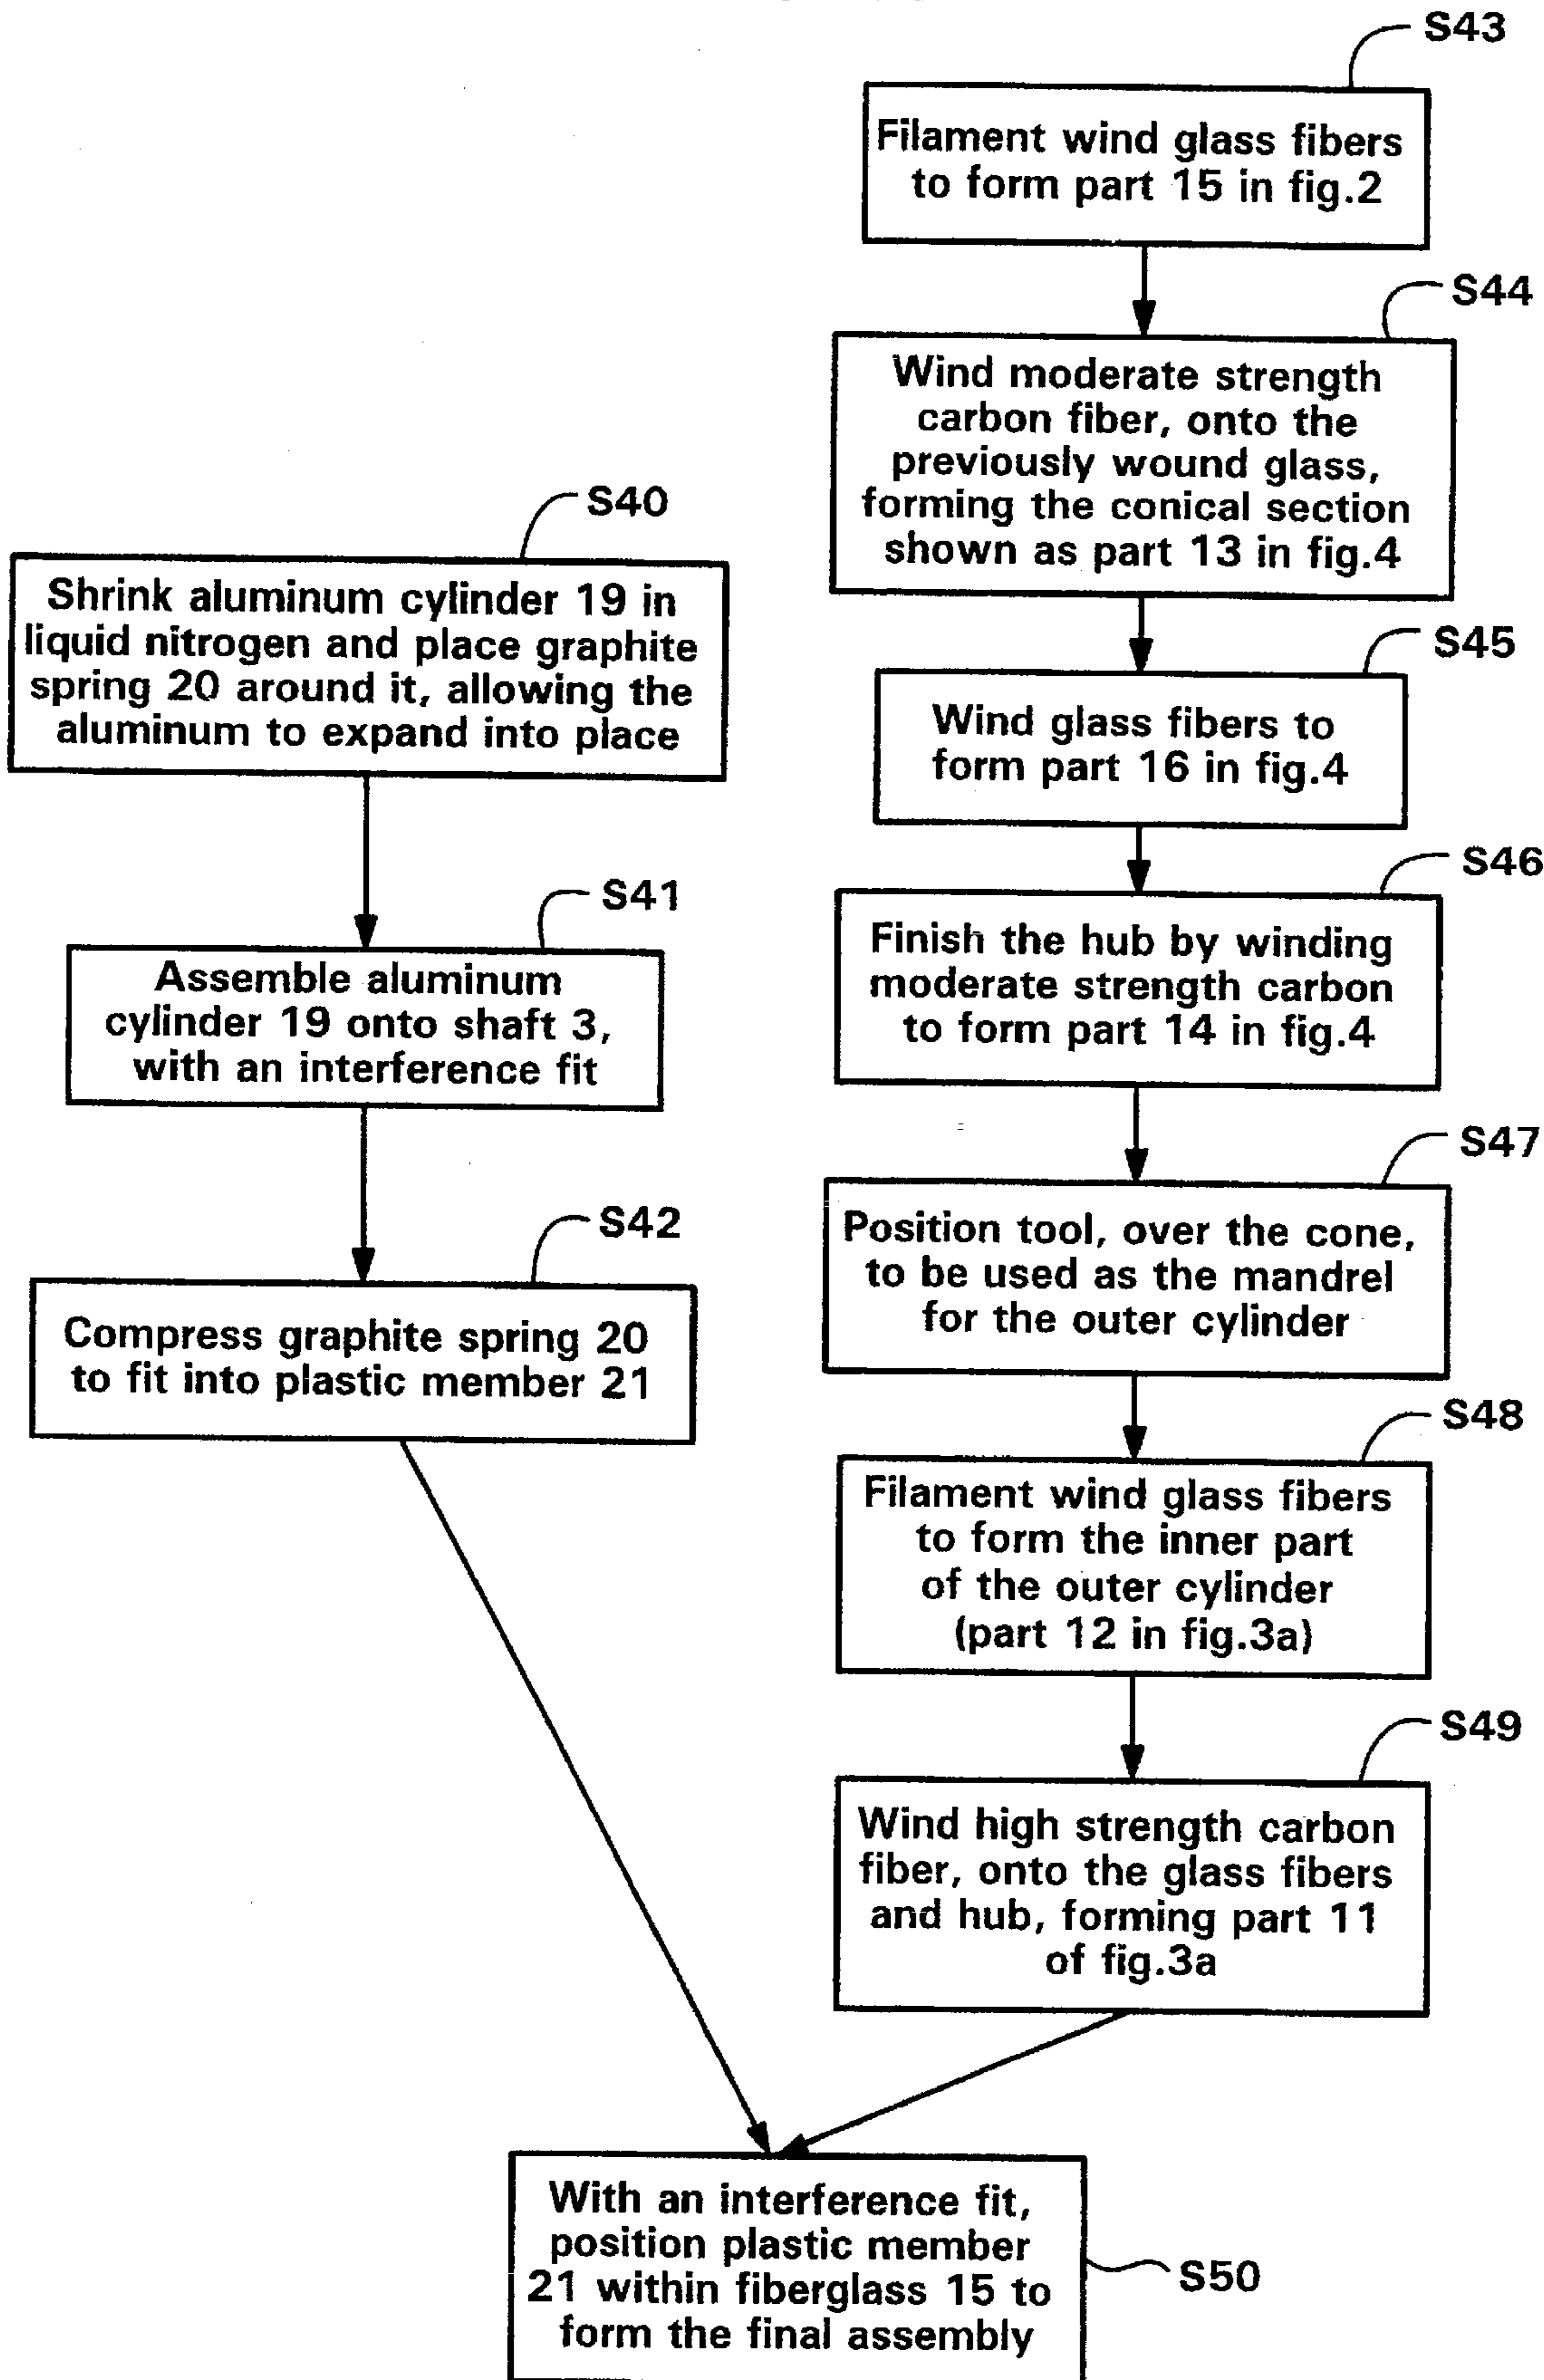 S40
Shrink aluminum cylinder 19 in
liquid nitrogen and place graphite
spring 20 around it, allowing the
aluminum to expand into place
S41
Assemble aluminum
cylinder 19 onto shaft 3,
with an interference fit
S42
Compress graphite spring 20
to fit into plastic member 21
S43
Filament wind glass fibers
to form part 15 in fig.2
S44
Wind moderate strength
carbon fiber, onto the
previously wound glass,
forming the conical section
shown as part 13 in fig.4
S45
Wind glass fibers to
form part 16 in fig.4
S46
Finish the hub by winding
moderate strength carbon
to form part 14 in fig.4
S47
Position tool, over the cone,
to be used as the mandrel
for the outer cylinder
S48
Filament wind glass fibers
to form the inner part
of the outer cylinder
(part 12 in fig.3a)
S49
Wind high strength carbon
fiber, onto the glass fibers
and hub, forming part 11
of fig.3a
With an interference fit,
position plastic member
21 within fiberglass 15 to
form the final assembly
S50